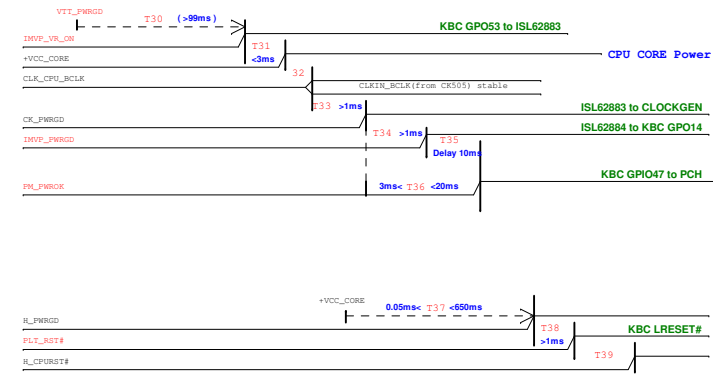 VTT_PWRGD
T30 (>99ms)
KBC GPO53 to ISL62883
IMVP_VR_ON
T31
<3ms
+VCC_CORE
CPU CORE Power
32
CLK_CPU_BCLK
CLKIN_BCLK(from CK505) stable
T33 >1ms
ISL62883 to CLOCKGEN
CK_PWRGD
T34 >1ms
ISL62884 to KBC GPO14
IMVP_PWRGD
T35
Delay 10ms
KBC GPIO47 to PCH
PM_PWROK
3ms< T36 <20ms
+VCC_CORE
0.05ms< T37 <650ms
H_PWRGD
T38
KBC LRESET#
PLT_RST#
>1ms
T39
H_CPURST#